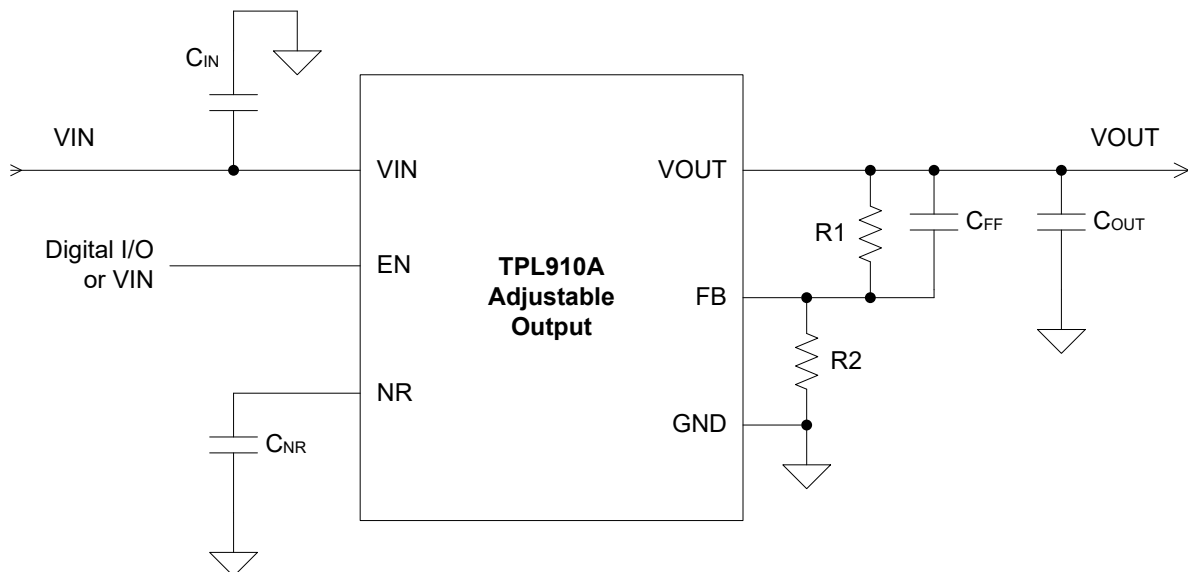 CIN
VIN
VOUT
VIN
VOUT
R1
CFF
COUT
Digital I/O
or VIN
EN
TPL910A
Adjustable
Output
FB
R2
NR
GND
CNR